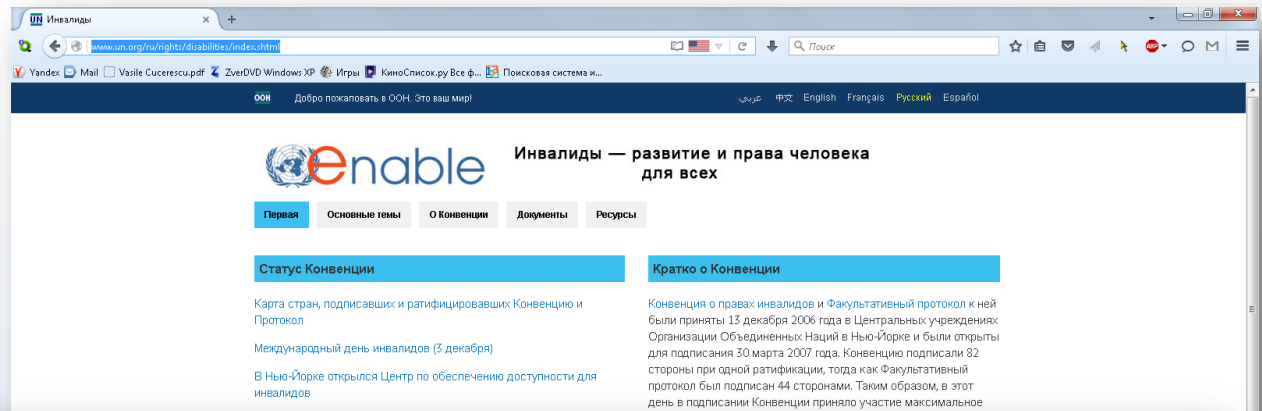 UN Инвалиды
www.un.org/ru/rights/disabilities/index.shtml
Поиск
ABP
Yandex Mail Vasile Cucerescu.pdf ZverDVD Windows XP Игры КиноСписок.ру Все ф... Поисковая система и...
ООН Добро пожаловать в ООН. Это ваш мир! عربي 中文 English Français Русский Español
enable
Инвалиды — развитие и права человека
для всех
Первая Основные темы О Конвенции Документы Ресурсы
Статус Конвенции
Карта стран, подписавших и ратифицировавших Конвенцию и
Протокол
Международный день инвалидов (3 декабря)
В Нью-Йорке открылся Центр по обеспечению доступности для
инвалидов
Кратко о Конвенции
Конвенция о правах инвалидов и Факультативный протокол к ней
были приняты 13 декабря 2006 года в Центральных учреждениях
Организации Объединенных Наций в Нью-Йорке и были открыты
для подписания 30 марта 2007 года. Конвенцию подписали 82
стороны при одной ратификации, тогда как Факультативный
протокол был подписан 44 сторонами. Таким образом, в этот
день в подписании Конвенции приняло участие максимальное